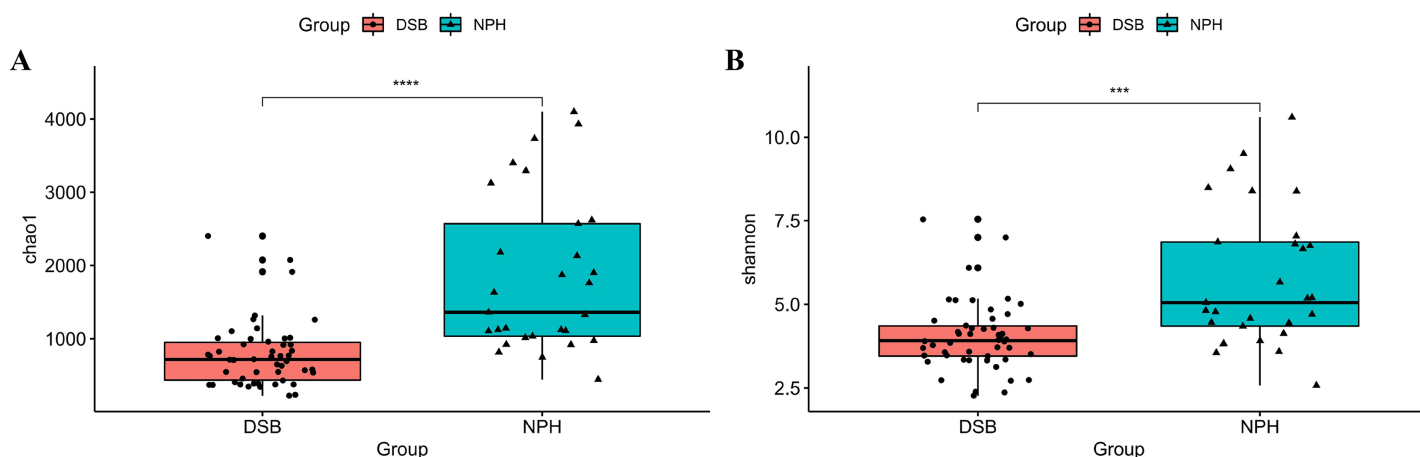 Group DSB NPH
A
****
chao1
4000
3000
2000
1000
DSB NPH
Group
Group DSB NPH
B
***
shannon
10.0
7.5
5.0
2.5
DSB NPH
Group